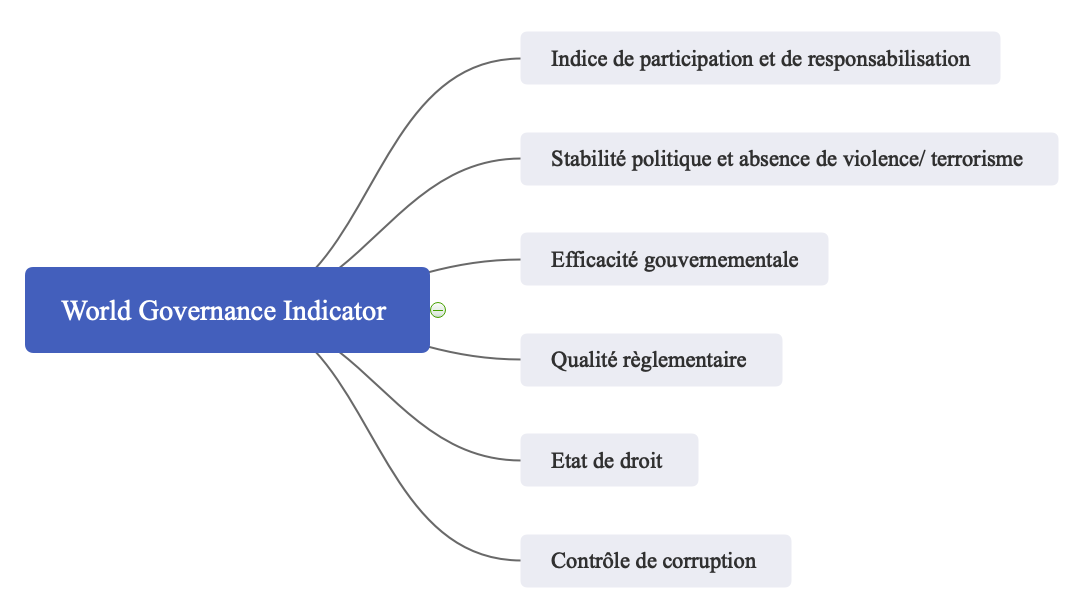 Indice de participation et de responsabilisation
Stabilité politique et absence de violence/ terrorisme
Efficacité gouvernementale
World Governance Indicator
Qualité règlementaire
Etat de droit
Contrôle de corruption